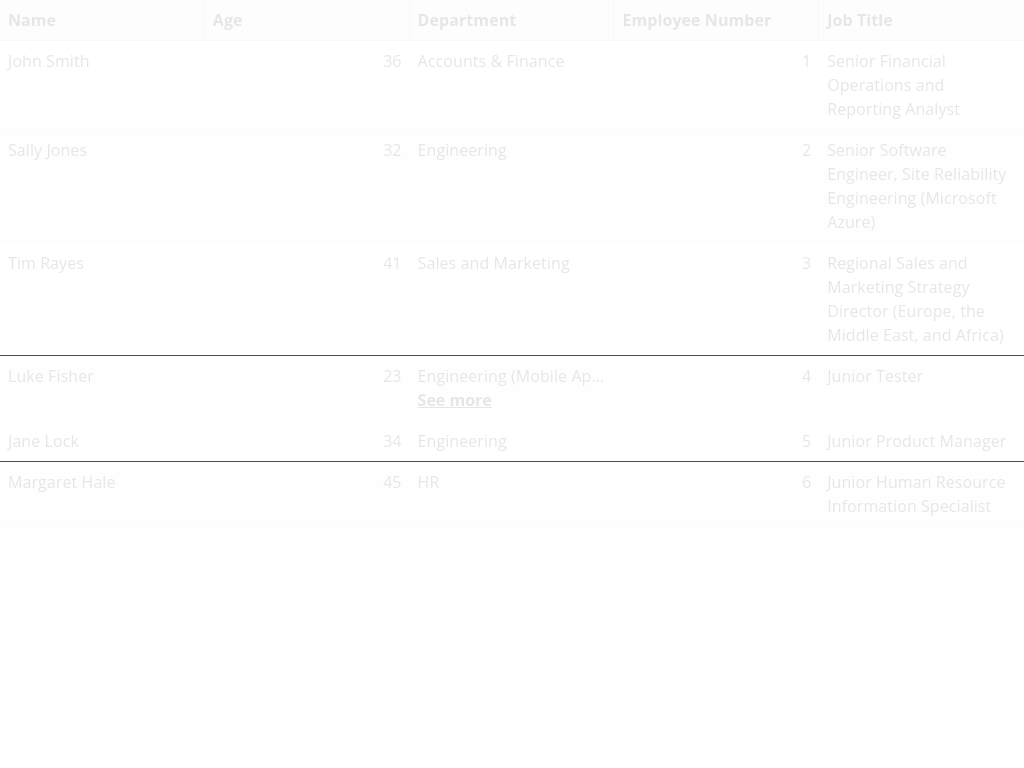 Name Age Department Employee Number Job Title
John Smith 36 Accounts & Finance 1 Senior Financial
Operations and
Reporting Analyst
Sally Jones 32 Engineering 2 Senior Software
Engineer, Site Reliability
Engineering (Microsoft
Azure)
Tim Rayes 41 Sales and Marketing 3 Regional Sales and
Marketing Strategy
Director (Europe, the
Middle East, and Africa)
Luke Fisher 23 Engineering (Mobile Ap... 4 Junior Tester
See more
Jane Lock 34 Engineering 5 Junior Product Manager
Margaret Hale 45 HR 6 Junior Human Resource
Information Specialist